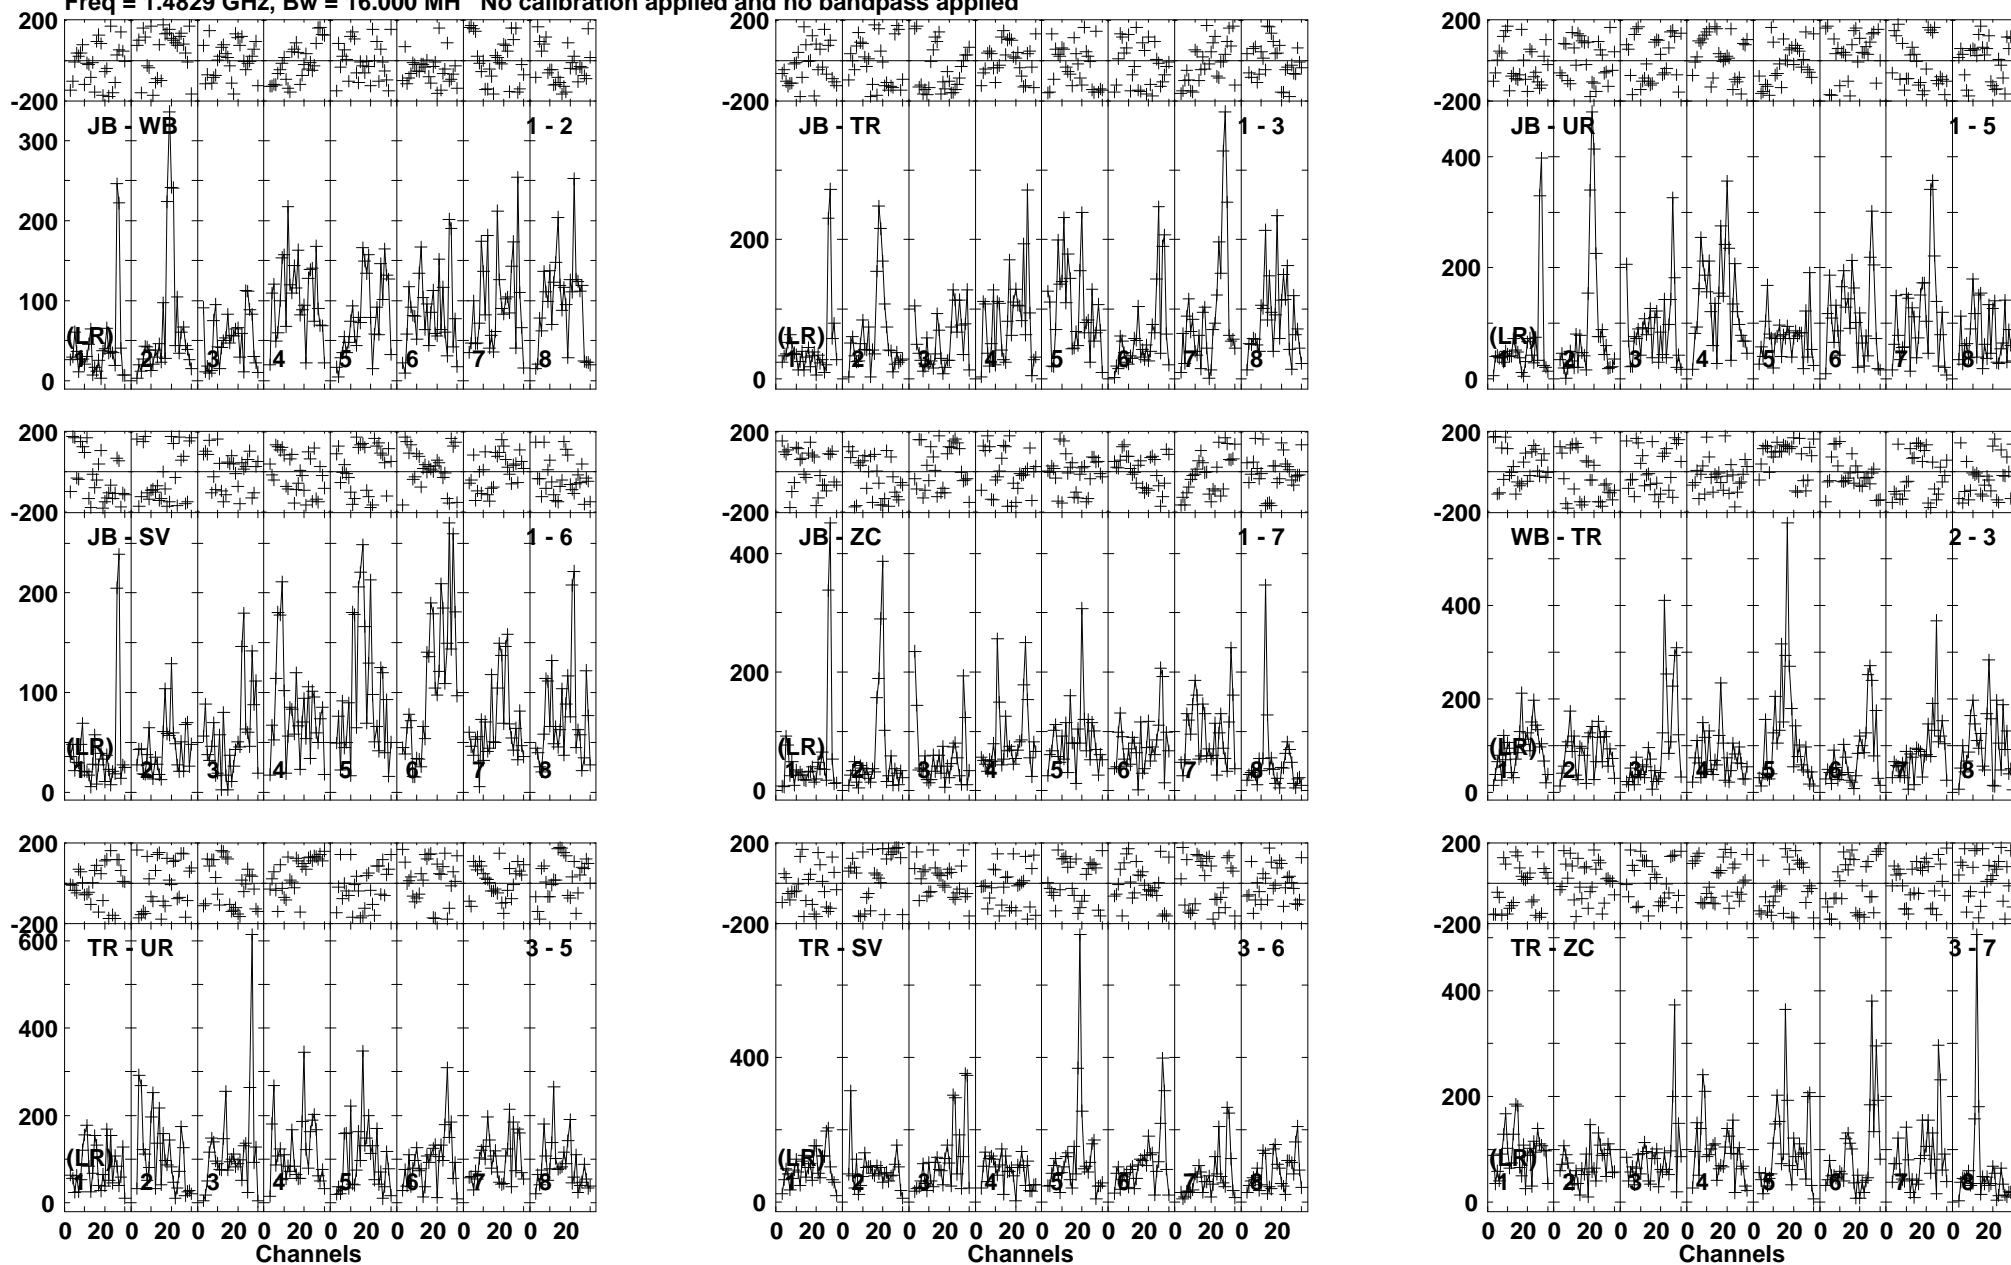 Freq = 1.4829 GHz, Bw = 16.000 MH No calibration applied and no bandpass applied
200 200 200
-200 -200 -200
JB - WB 1 - 2 JB - TR 1 - 3 JB - UR 1 - 5
300
400
200 200 200
100
(LR) (LR) (LR)
1 2 3 4 5 6 7 8 1 2 3 4 5 6 7 8 1 2 3 4 5 6 7 8
0 0 0
200 200 200
-200 -200 -200
JB - SV 1 - 6 JB - ZC 1 - 7 WB - TR 2 - 3
400 400
200 200 200
100
(LR) (LR) (LR)
1 2 3 4 5 6 7 8 1 2 3 4 5 6 7 8 1 2 3 4 5 6 7 8
0 0 0
200 200 200
-200 -200 -200
600
TR - UR 3 - 5 TR - SV 3 - 6 TR - ZC 3 - 7
400 400 400
200 200
(LR) (LR) (LR)
1 2 3 4 5 6 7 8 1 2 3 4 5 6 7 8 1 2 3 4 5 6 7 8
0 0 0
0 20 0 20 0 20 0 20 0 20 0 20 0 20 0 20 0 20 0 20 0 20 0 20 0 20 0 20 0 20 0 20 0 20 0 20 0 20 0 20 0 20 0 20 0 20 0 20
Channels Channels Channels